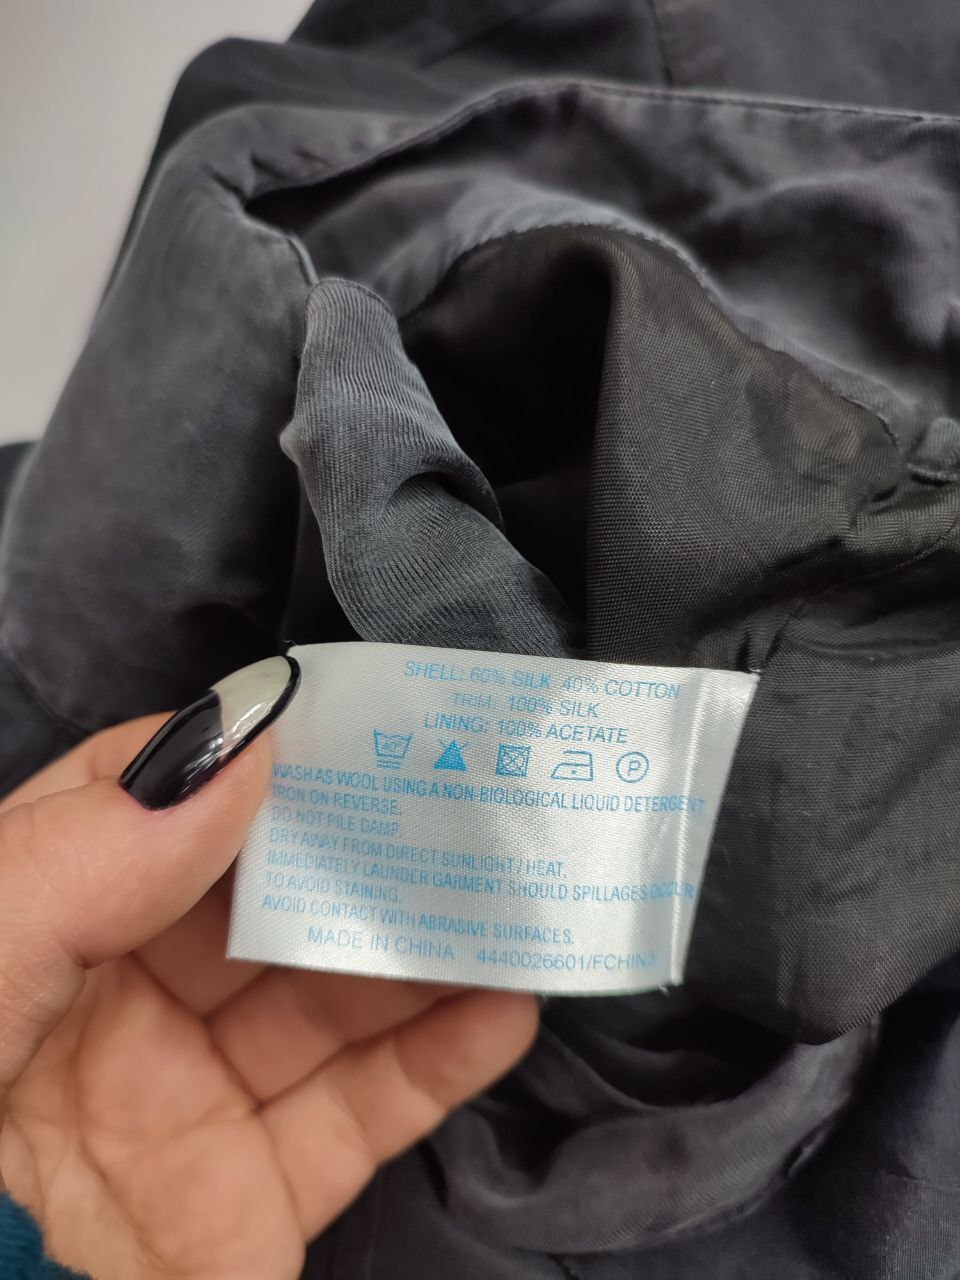 SHELL: 60% SILK 40% COTTON
TRIM: 100% SILK
LINING: 100% ACETATE
40° P
WASH AS WOOL USING A NON-BIOLOGICAL LIQUID DETERGENT.
IRON ON REVERSE.
DO NOT PILE DAMP.
DRY AWAY FROM DIRECT SUNLIGHT / HEAT.
IMMEDIATELY LAUNDER GARMENT SHOULD SPILLAGES OCCUR
TO AVOID STAINING.
AVOID CONTACT WITH ABRASIVE SURFACES.
MADE IN CHINA 4440026601/FCHIN3